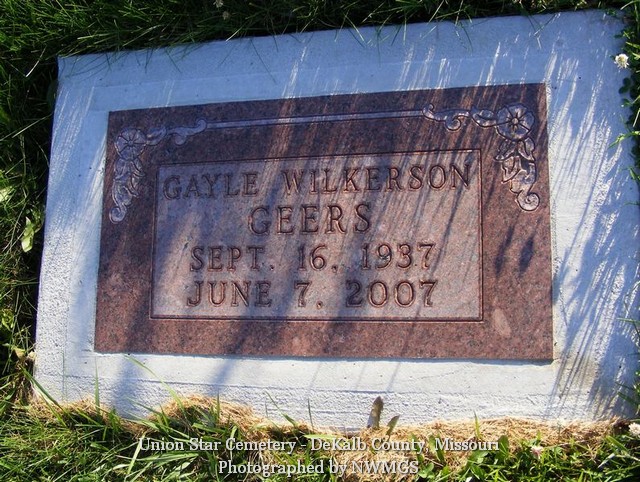 GAYLE WILKERSON
GEERS
SEPT. 16, 1937
JUNE 7, 2007
Union Star Cemetery - DeKalb County, Missouri
Photographed by NWMGS